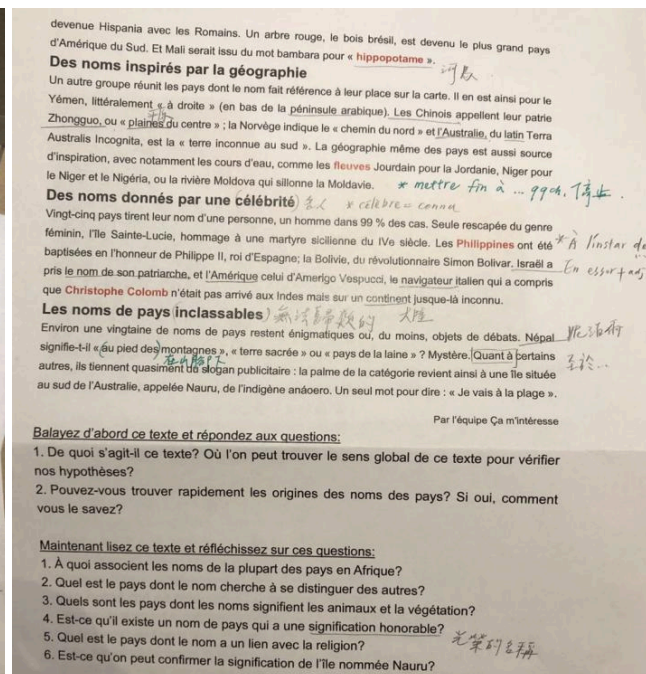 devenue Hispania avec les Romains. Un arbre rouge, le bois brésil, est devenu le plus grand pays
d'Amérique du Sud. Et Mali serait issu du mot bambara pour « hippopotame ».
河馬
Des noms inspirés par la géographie
Un autre groupe réunit les pays dont le nom fait référence à leur place sur la carte. Il en est ainsi pour le
Yémen, littéralement « à droite » (en bas de la péninsule arabique). Les Chinois appellent leur patrie
Zhongguo, ou « plaines du centre » ; la Norvège indique le « chemin du nord » et l'Australie, du latin Terra
Australis Incognita, est la « terre inconnue au sud ». La géographie même des pays est aussi source
d'inspiration, avec notamment les cours d'eau, comme les fleuves Jourdain pour la Jordanie, Niger pour
le Niger et le Nigéria, ou la rivière Moldova qui sillonne la Moldavie. * mettre fin à ... qqch.
Des noms donnés par une célébrité 名人 * célèbre = connu
Vingt-cinq pays tirent leur nom d'une personne, un homme dans 99 % des cas. Seule rescapée du genre
féminin, l'île Sainte-Lucie, hommage à une martyre sicilienne du IVe siècle. Les Philippines ont été * À l'instar de
baptisées en l'honneur de Philippe II, roi d'Espagne; la Bolivie, du révolutionnaire Simon Bolivar. Israël a En essor + adj
pris le nom de son patriarche, et l'Amérique celui d'Amerigo Vespucci, le navigateur italien qui a compris
que Christophe Colomb n'était pas arrivé aux Indes mais sur un continent jusque-là inconnu.
Les noms de pays (inclassables) 無法歸類的 大陸
Environ une vingtaine de noms de pays restent énigmatiques ou, du moins, objets de débats. Népal
signifie-t-il « au pied des montagnes », « terre sacrée » ou « pays de la laine » ? Mystère. Quant à certains 至於...
autres, ils tiennent quasiment du slogan publicitaire : la palme de la catégorie revient ainsi à une île située
au sud de l'Australie, appelée Nauru, de l'indigène anáoero. Un seul mot pour dire : « Je vais à la plage ».
Par l'équipe Ça m'intéresse
Balayez d'abord ce texte et répondez aux questions:
1. De quoi s'agit-il ce texte? Où l'on peut trouver le sens global de ce texte pour vérifier
nos hypothèses?
2. Pouvez-vous trouver rapidement les origines des noms des pays? Si oui, comment
vous le savez?
Maintenant lisez ce texte et réfléchissez sur ces questions:
1. À quoi associent les noms de la plupart des pays en Afrique?
2. Quel est le pays dont le nom cherche à se distinguer des autres?
3. Quels sont les pays dont les noms signifient les animaux et la végétation?
4. Est-ce qu'il existe un nom de pays qui a une signification honorable?
光榮的名稱
5. Quel est le pays dont le nom a un lien avec la religion?
6. Est-ce qu'on peut confirmer la signification de l'île nommée Nauru?